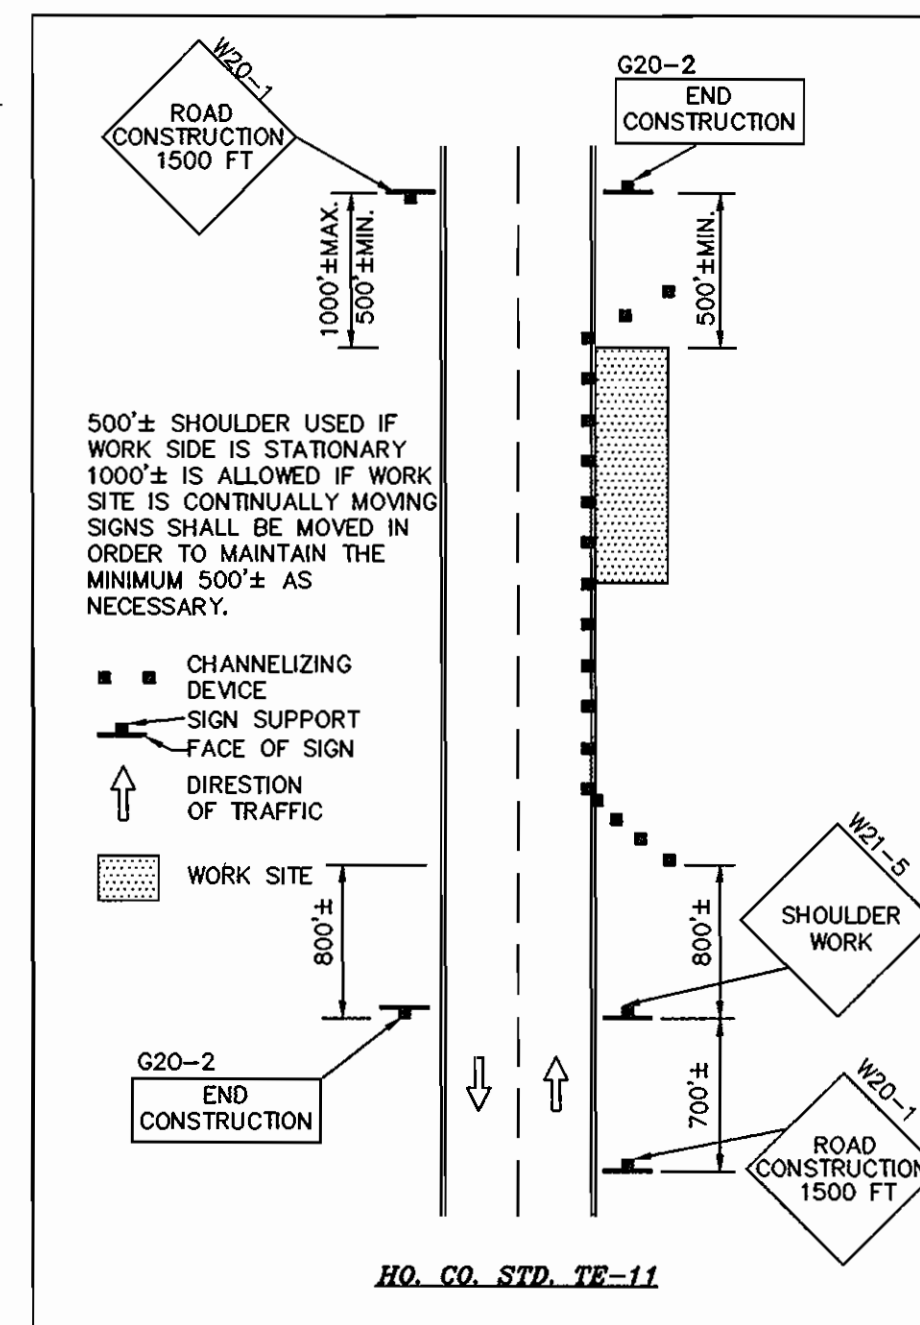 W20-1
ROAD
CONSTRUCTION
1500 FT
G20-2
END
CONSTRUCTION
1000'±MAX.
500'±MIN.
500'±MIN.
500'± SHOULDER USED IF
WORK SIDE IS STATIONARY
1000'± IS ALLOWED IF WORK
SITE IS CONTINUALLY MOVING
SIGNS SHALL BE MOVED IN
ORDER TO MAINTAIN THE
MINIMUM 500'± AS
NECESSARY.
CHANNELIZING
DEVICE
SIGN SUPPORT
FACE OF SIGN
DIRECTION
OF TRAFFIC
WORK SITE
800'±
800'±
W21-5
SHOULDER
WORK
G20-2
END
CONSTRUCTION
700'±
W20-1
ROAD
CONSTRUCTION
1500 FT
HO. CO. STD. TE-11